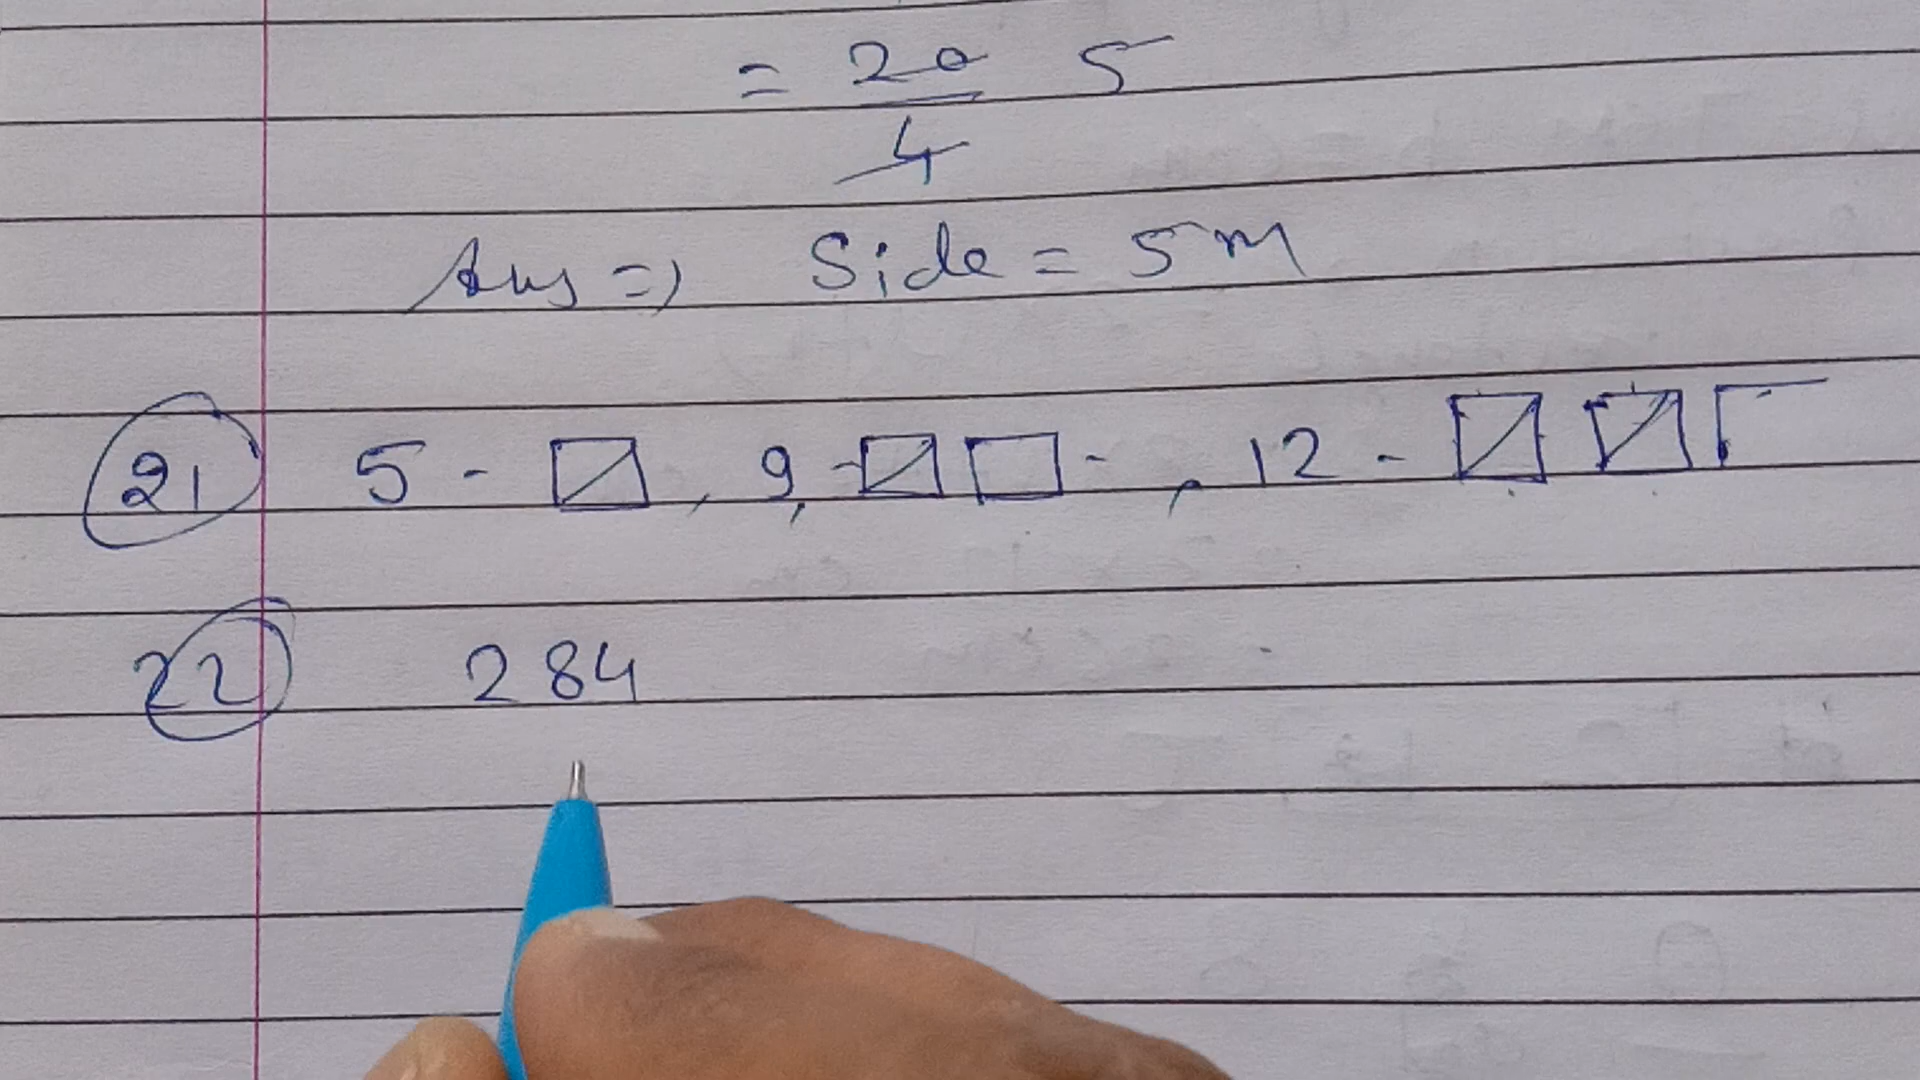 = 20 5
4
Ans => Side = 5m
21 5 - , 9, - - , 12 -
22 284